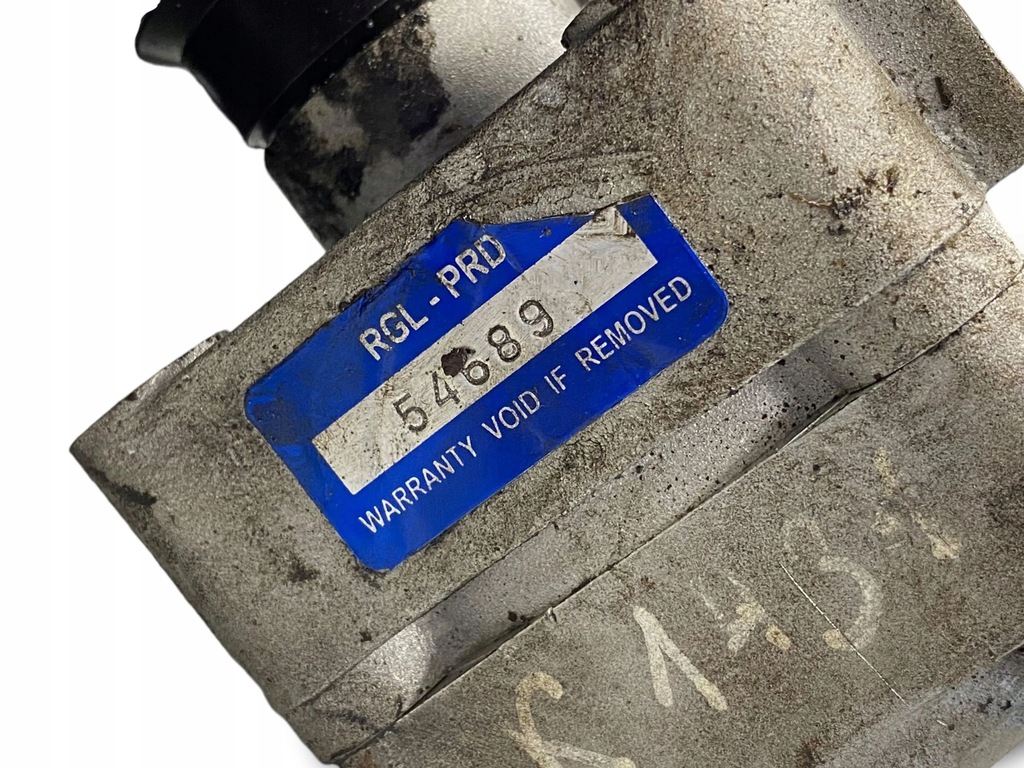 RGL - PRD
54689
WARRANTY VOID IF REMOVED